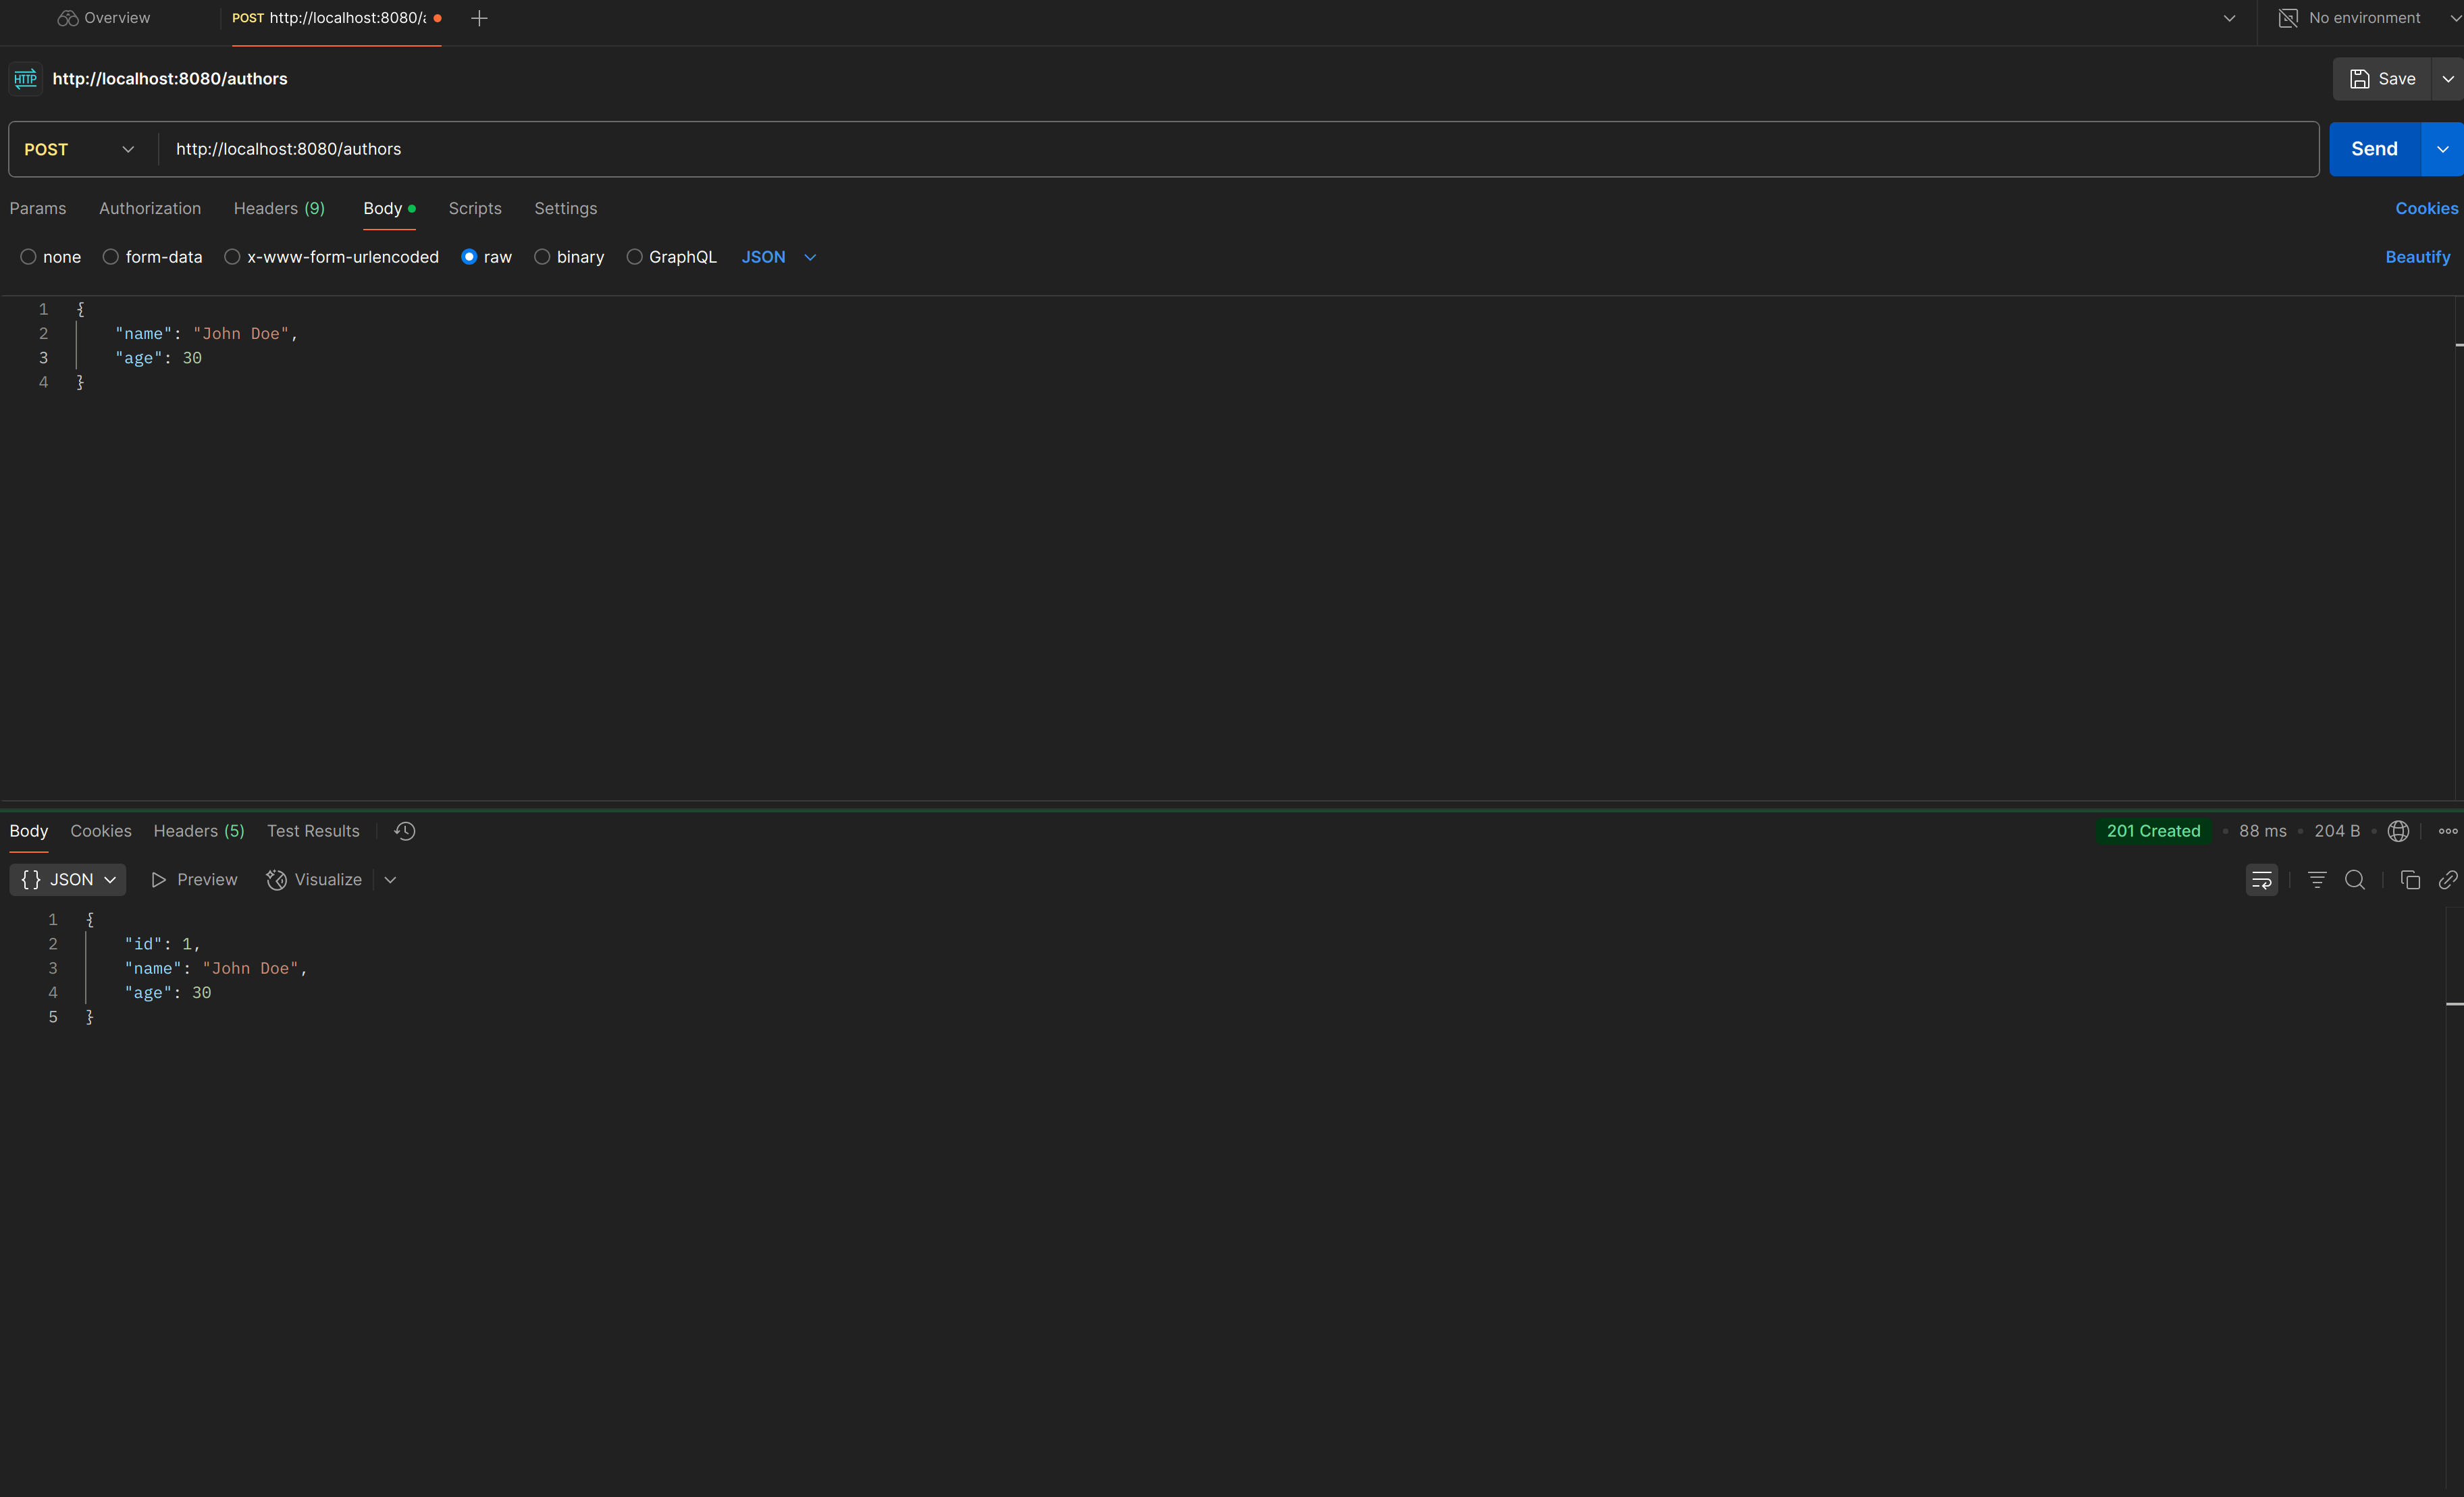 Overview POST http://localhost:8080/a No environment
HTTP http://localhost:8080/authors Save
POST http://localhost:8080/authors Send
Params Authorization Headers (9) Body Scripts Settings Cookies
none form-data x-www-form-urlencoded raw binary GraphQL JSON Beautify
1 {
2 "name": "John Doe",
3 "age": 30
4 }
Body Cookies Headers (5) Test Results 201 Created 88 ms 204 B
{} JSON Preview Visualize
1 {
2 "id": 1,
3 "name": "John Doe",
4 "age": 30
5 }